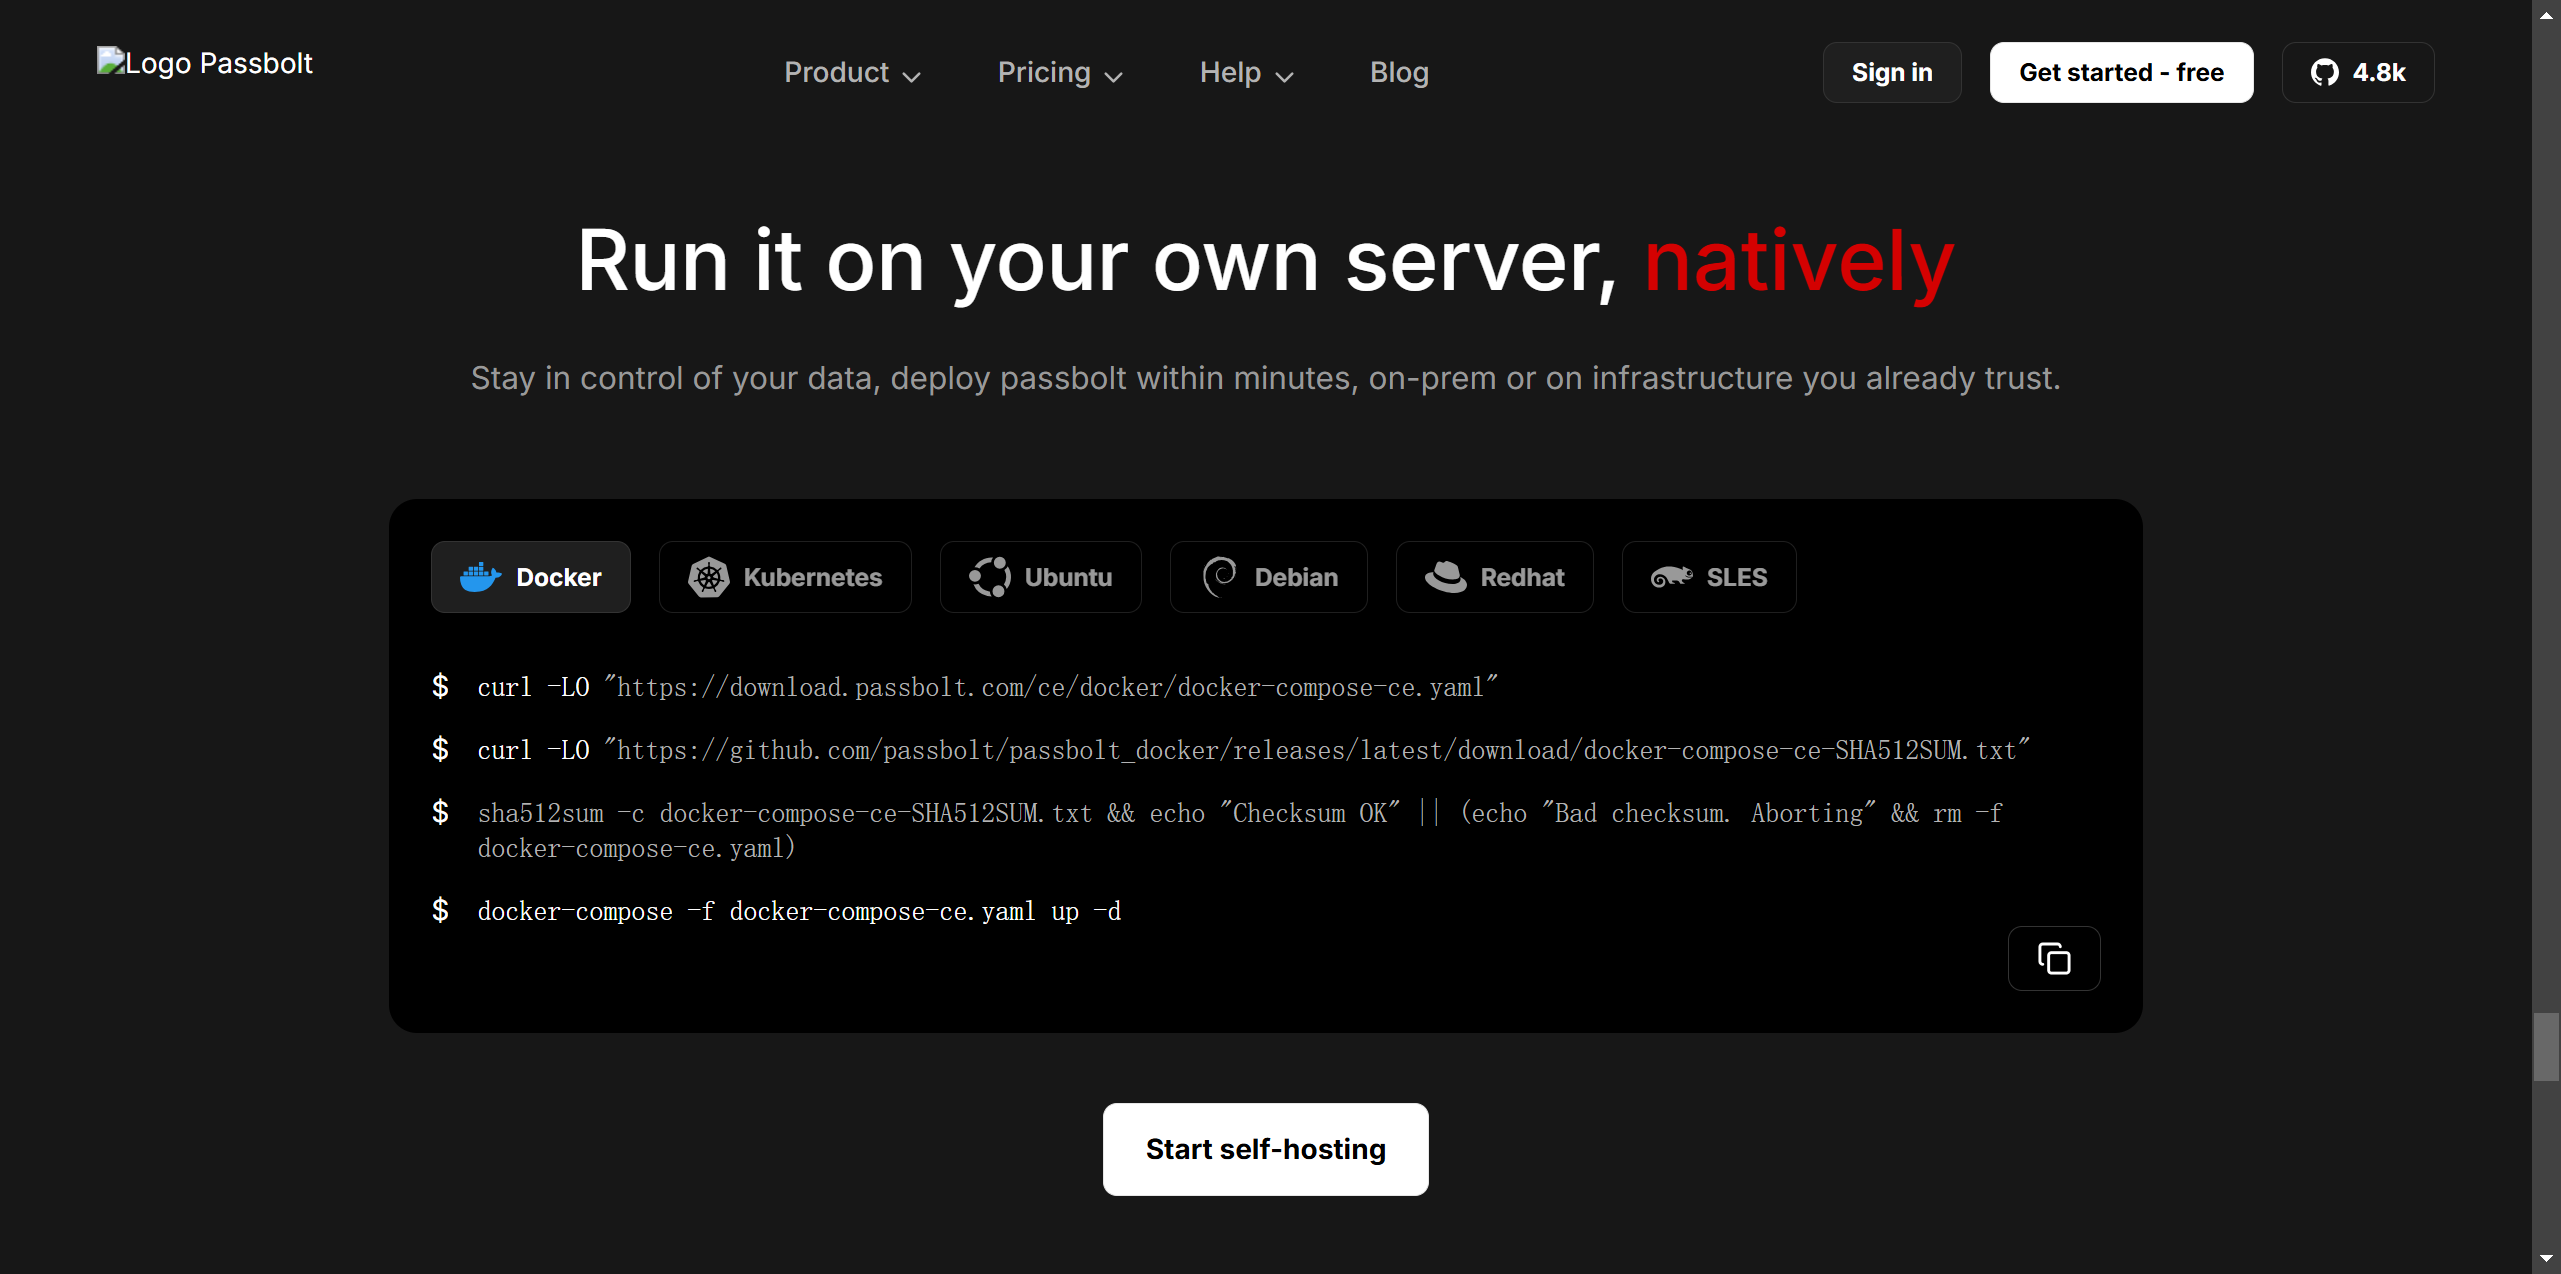 Logo Passbolt
Product
Pricing
Help
Blog
Sign in
Get started - free
4.8k
Run it on your own server, natively
Stay in control of your data, deploy passbolt within minutes, on-prem or on infrastructure you already trust.
Docker
Kubernetes
Ubuntu
Debian
Redhat
SLES
$ curl -LO "https://download.passbolt.com/ce/docker/docker-compose-ce.yaml"
$ curl -LO "https://github.com/passbolt/passbolt_docker/releases/latest/download/docker-compose-ce-SHA512SUM.txt"
$ sha512sum -c docker-compose-ce-SHA512SUM.txt && echo "Checksum OK" || (echo "Bad checksum. Aborting" && rm -f
docker-compose-ce.yaml)
$ docker-compose -f docker-compose-ce.yaml up -d
Start self-hosting